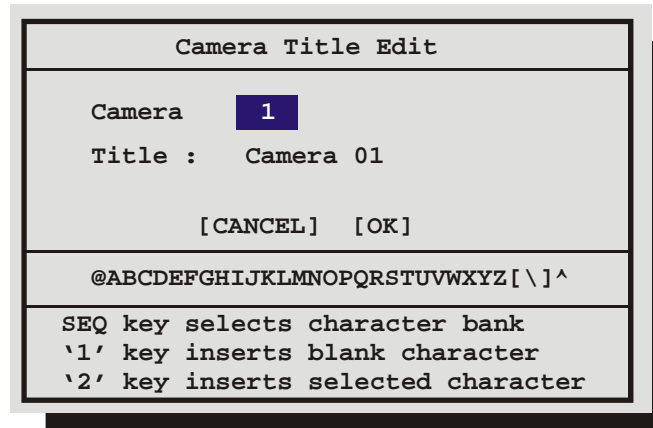 Camera Title Edit
Camera 1
Title : Camera 01
[CANCEL] [OK]
@ABCDEFGHIJKLMNOPQRSTUVWXYZ[\]^
SEQ key selects character bank
‘1’ key inserts blank character
‘2’ key inserts selected character